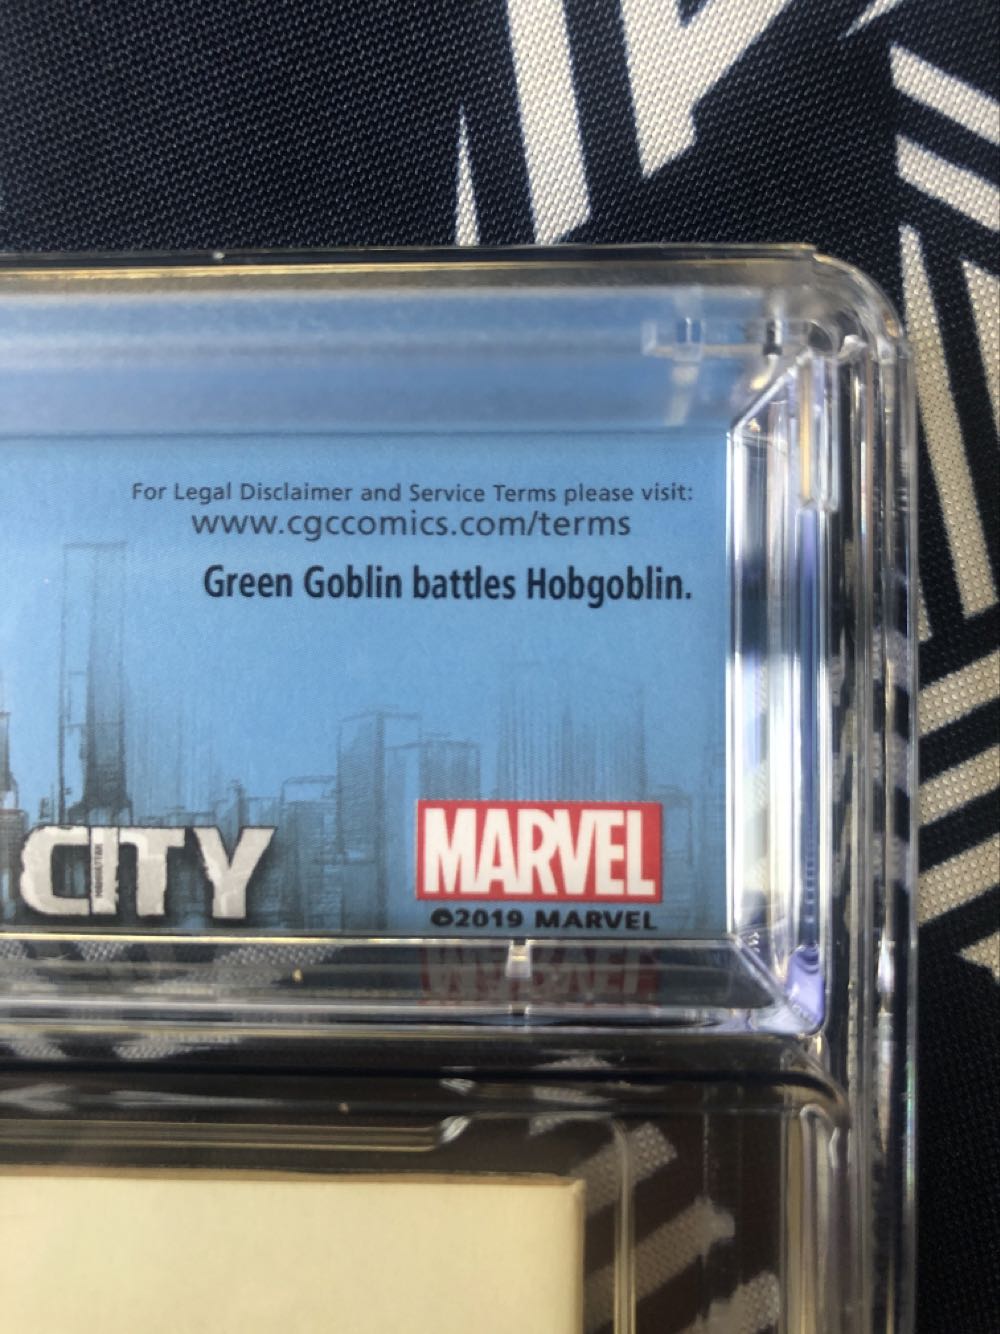 For Legal Disclaimer and Service Terms please visit:
www.cgccomics.com/terms
Green Goblin battles Hobgoblin.
CITY
MARVEL
©2019 MARVEL